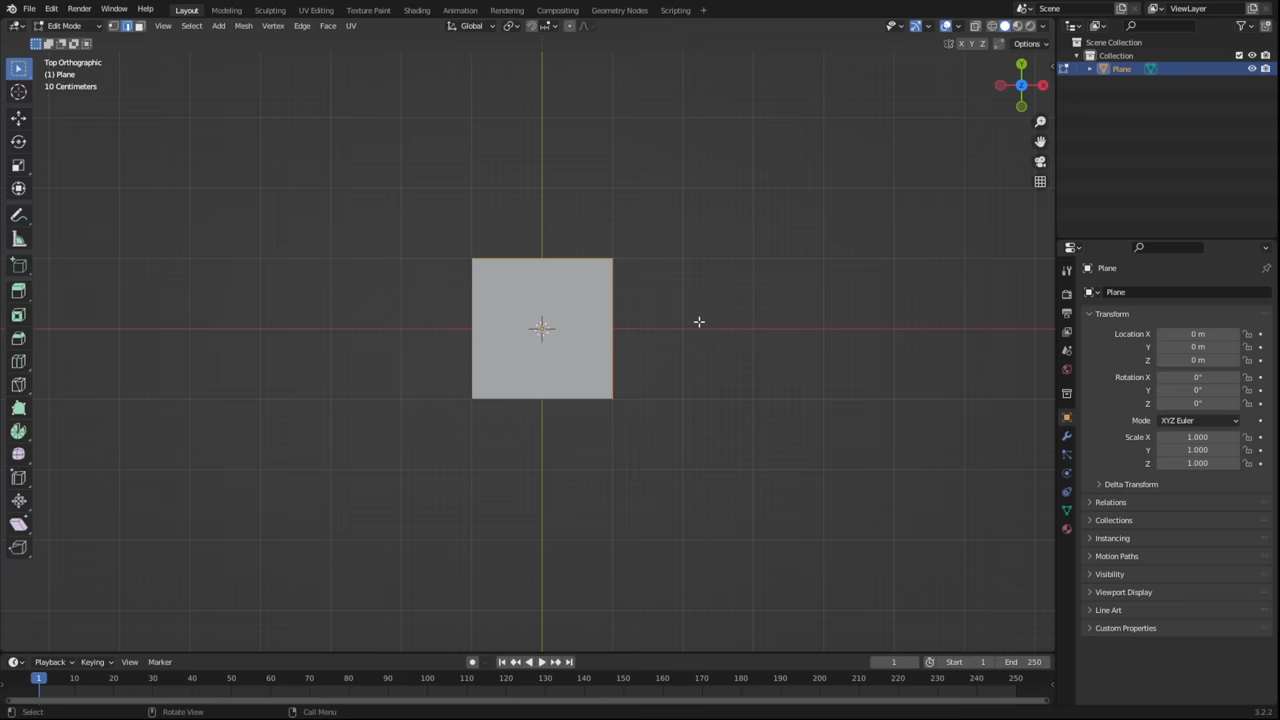 File Edit Render Window Help Layout Modeling Sculpting UV Editing Texture Paint Shading Animation Rendering Compositing Geometry Nodes Scripting + Scene ViewLayer
Edit Mode View Select Add Mesh Vertex Edge Face UV Global
X Y Z Options
Top Orthographic
(1) Plane
10 Centimeters
Y
X
Z
Scene Collection
Collection
Plane
Plane
Plane
Transform
Location X 0 m
Y 0 m
Z 0 m
Rotation X 0°
Y 0°
Z 0°
Mode XYZ Euler
Scale X 1.000
Y 1.000
Z 1.000
Delta Transform
Relations
Collections
Instancing
Motion Paths
Visibility
Viewport Display
Line Art
Custom Properties
Playback Keying View Marker 1 Start 1 End 250
1 10 20 30 40 50 60 70 80 90 100 110 120 130 140 150 160 170 180 190 200 210 220 230 240 250
Select Rotate View Call Menu 3.2.2